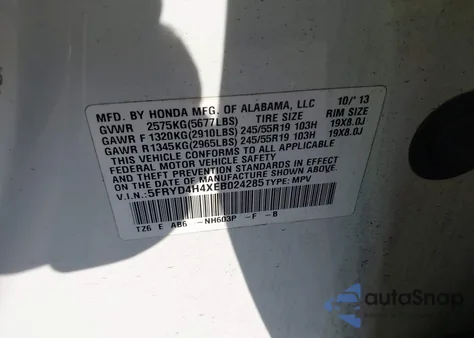 MFD. BY HONDA MFG. OF ALABAMA, LLC 10/'13
GVWR 2575KG(5677LBS) TIRE SIZE RIM SIZE
GAWR F 1320KG(2910LBS) 245/55R19 103H 19X8.0J
GAWR R 1345KG(2965LBS) 245/55R19 103H 19X8.0J
THIS VEHICLE CONFORMS TO ALL APPLICABLE
FEDERAL MOTOR VEHICLE SAFETY AND
THEFT PREVENTION STANDARDS IN EFFECT
ON THE DATE OF MANUFACTURE SHOWN ABOVE.
V.I.N.:5FRYD4H4XEB024285 TYPE: MPV
TZ6 E AB6 -NH603P -F -B
autoSnap